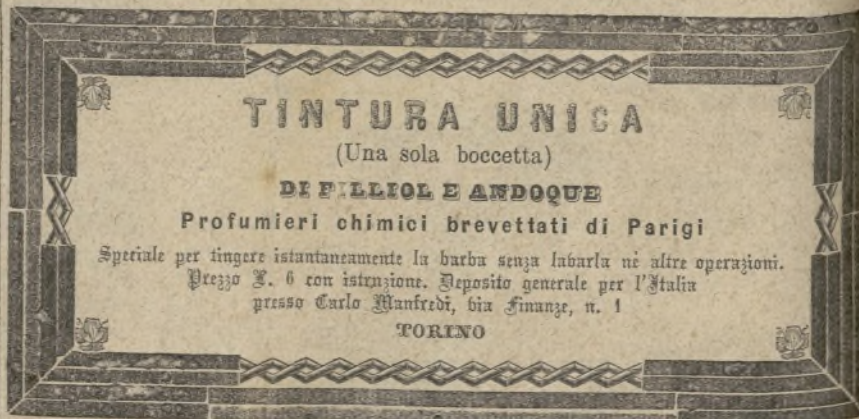 TINTURA UNICA
(Una sola boccetta)
DI FILLIOL E ANDOQUE
Profumieri chimici brevettati di Parigi
Speciale per tingere istantaneamente la barba senza lavarla nè altre operazioni.
Prezzo L. 6 con istruzione. Deposito generale per l'Italia
presso Carlo Manfredi, via Finanze, n. 1
TORINO